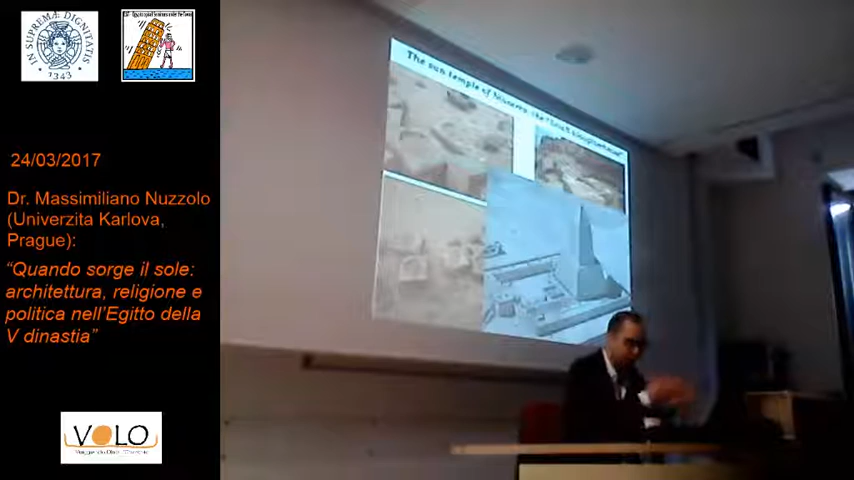 IN SUPREMÆ DIGNITATIS
·1343·
24/03/2017
Dr. Massimiliano Nuzzolo
(Univerzita Karlova,
Prague):
“Quando sorge il sole:
architettura, religione e
politica nell’Egitto della
V dinastia”
VOLO
The sun temple of